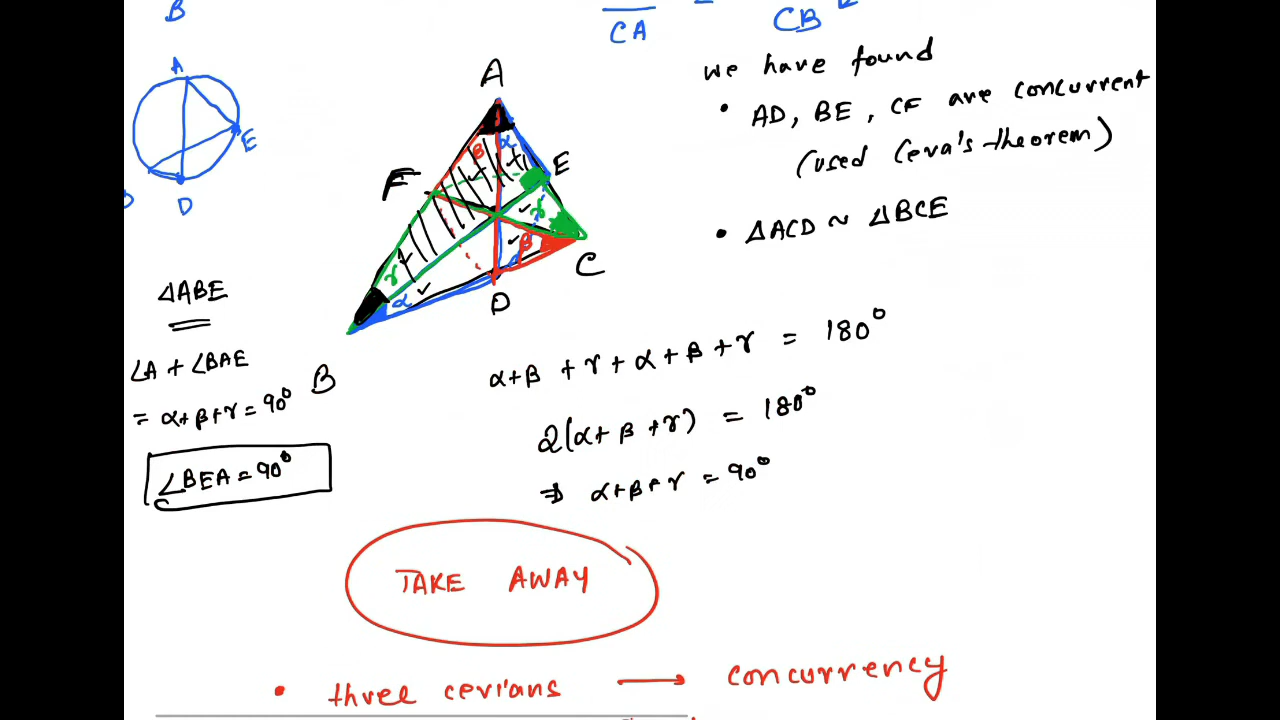 B
CA
=
CB
A
E
D
A
β
α
F
E
γ
β
C
γ
α
D
B
we have found
• AD, BE, CF are concurrent
(used Ceva's theorem)
• ΔACD ~ ΔBCE
ΔABE
∠A + ∠BAE
= α+β+γ = 90°
∠BEA = 90°
α+β + γ + α + β + γ = 180°
2(α + β + γ) = 180°
⇒ α+β+γ = 90°
TAKE AWAY
• three cevians → concurrency